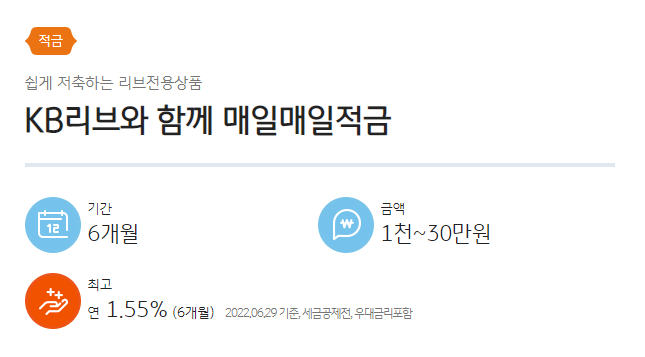 적금
쉽게 저축하는 리브전용상품
KB리브와 함께 매일매일적금
12
기간
6개월
₩
금액
1천~30만원
최고
연 1.55% (6개월) 2022.06.29 기준, 세금공제전, 우대금리포함